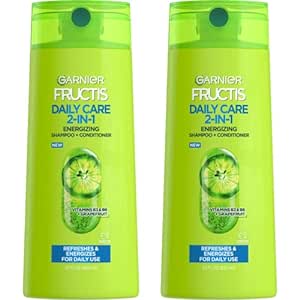 GARNIER
FRUCTIS
DAILY CARE
2-IN-1
ENERGIZING
SHAMPOO + CONDITIONER
NEW
VITAMINS B3 & B6
+ GRAPEFRUIT
REFRESHES &
ENERGIZES
FOR DAILY USE
GARNIER
FRUCTIS
DAILY CARE
2-IN-1
ENERGIZING
SHAMPOO + CONDITIONER
NEW
VITAMINS B3 & B6
+ GRAPEFRUIT
REFRESHES &
ENERGIZES
FOR DAILY USE